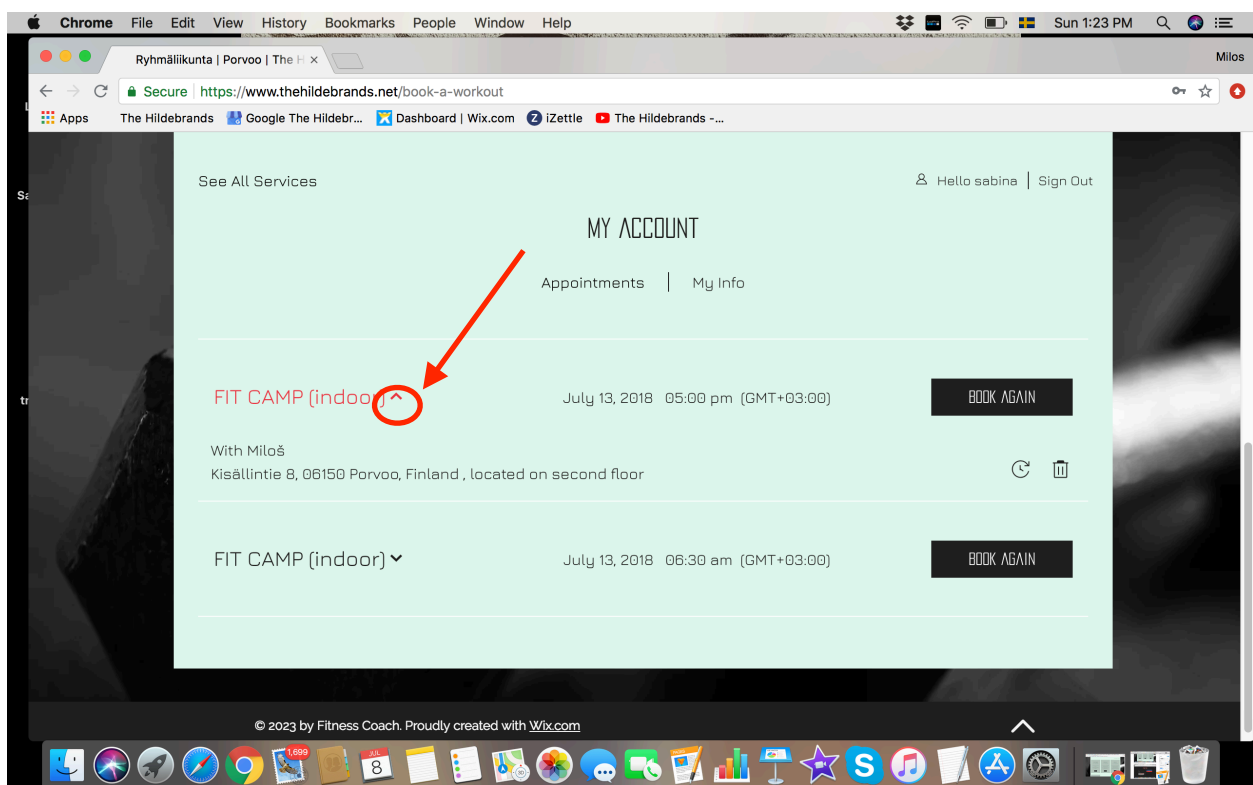 Chrome File Edit View History Bookmarks People Window Help Sun 1:23 PM
Ryhmäliikunta | Porvoo | The H Milos
Secure https://www.thehildebrands.net/book-a-workout
Apps The Hildebrands Google The Hildebr... Dashboard | Wix.com iZettle The Hildebrands -...
See All Services Hello sabina | Sign Out
MY ACCOUNT
Appointments | My Info
FIT CAMP (indoor) July 13, 2018 05:00 pm (GMT+03:00) BOOK AGAIN
With Miloš
Kisällintie 8, 06150 Porvoo, Finland , located on second floor
FIT CAMP (indoor) July 13, 2018 06:30 am (GMT+03:00) BOOK AGAIN
© 2023 by Fitness Coach. Proudly created with Wix.com
1,699
JUL
8